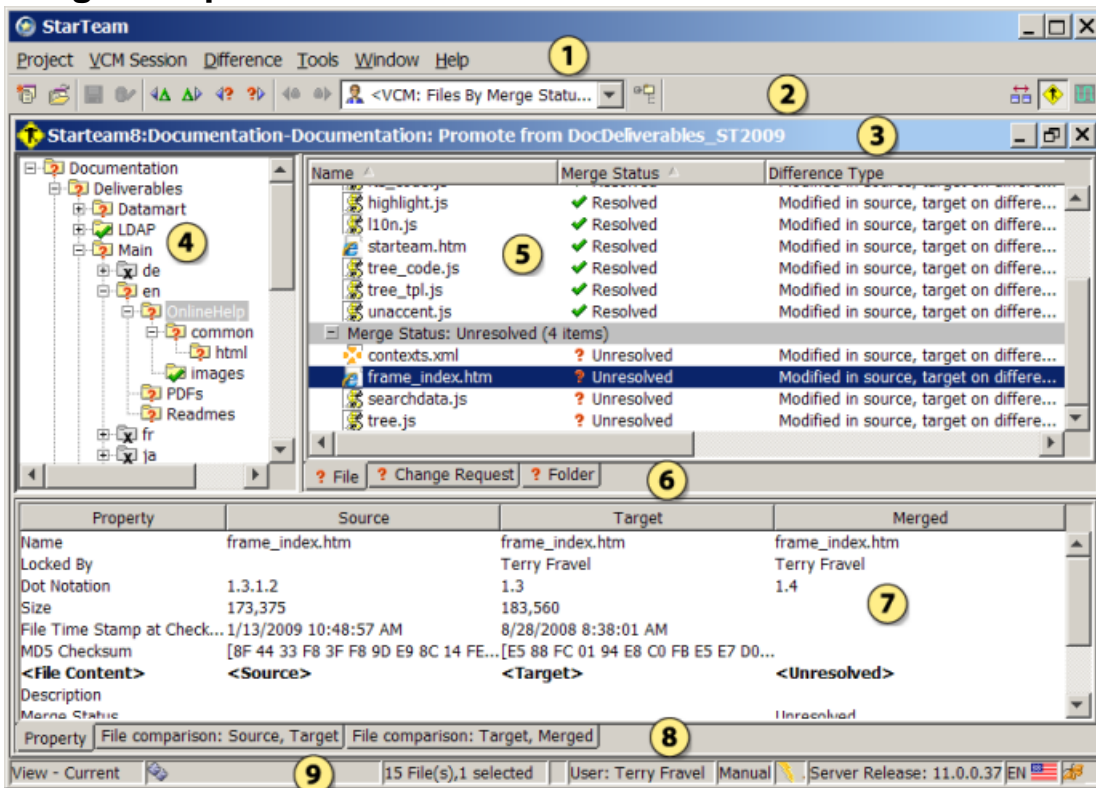 StarTeam
Project VCM Session Difference Tools Window Help
1
<VCM: Files By Merge Statu...
2
Starteam8:Documentation-Documentation: Promote from DocDeliverables_ST2009
3
Documentation
Deliverables
Datamart
LDAP
4
Main
de
en
OnlineHelp
common
html
images
PDFs
Readmes
fr
ja
Name Merge Status Difference Type
highlight.js Resolved Modified in source, target on differe...
l10n.js Resolved Modified in source, target on differe...
starteam.htm Resolved Modified in source, target on differe...
5
tree_code.js Resolved Modified in source, target on differe...
tree_tpl.js Resolved Modified in source, target on differe...
unaccent.js Resolved Modified in source, target on differe...
Merge Status: Unresolved (4 items)
contexts.xml ? Unresolved Modified in source, target on differe...
frame_index.htm ? Unresolved Modified in source, target on differe...
searchdata.js ? Unresolved Modified in source, target on differe...
tree.js ? Unresolved Modified in source, target on differe...
? File ? Change Request ? Folder
6
Property Source Target Merged
Name frame_index.htm frame_index.htm frame_index.htm
Locked By Terry Fravel Terry Fravel
Dot Notation 1.3.1.2 1.3 1.4
7
Size 173,375 183,560
File Time Stamp at Check... 1/13/2009 10:48:57 AM 8/28/2008 8:38:01 AM
MD5 Checksum [8F 44 33 F8 3F F8 9D E9 8C 14 FE... [E5 88 FC 01 94 E8 C0 FB E5 E7 D0...
<File Content> <Source> <Target> <Unresolved>
Description
Merge Status Unresolved
Property File comparison: Source, Target File comparison: Target, Merged
8
View - Current 9 15 File(s),1 selected User: Terry Fravel Manual Server Release: 11.0.0.37 EN